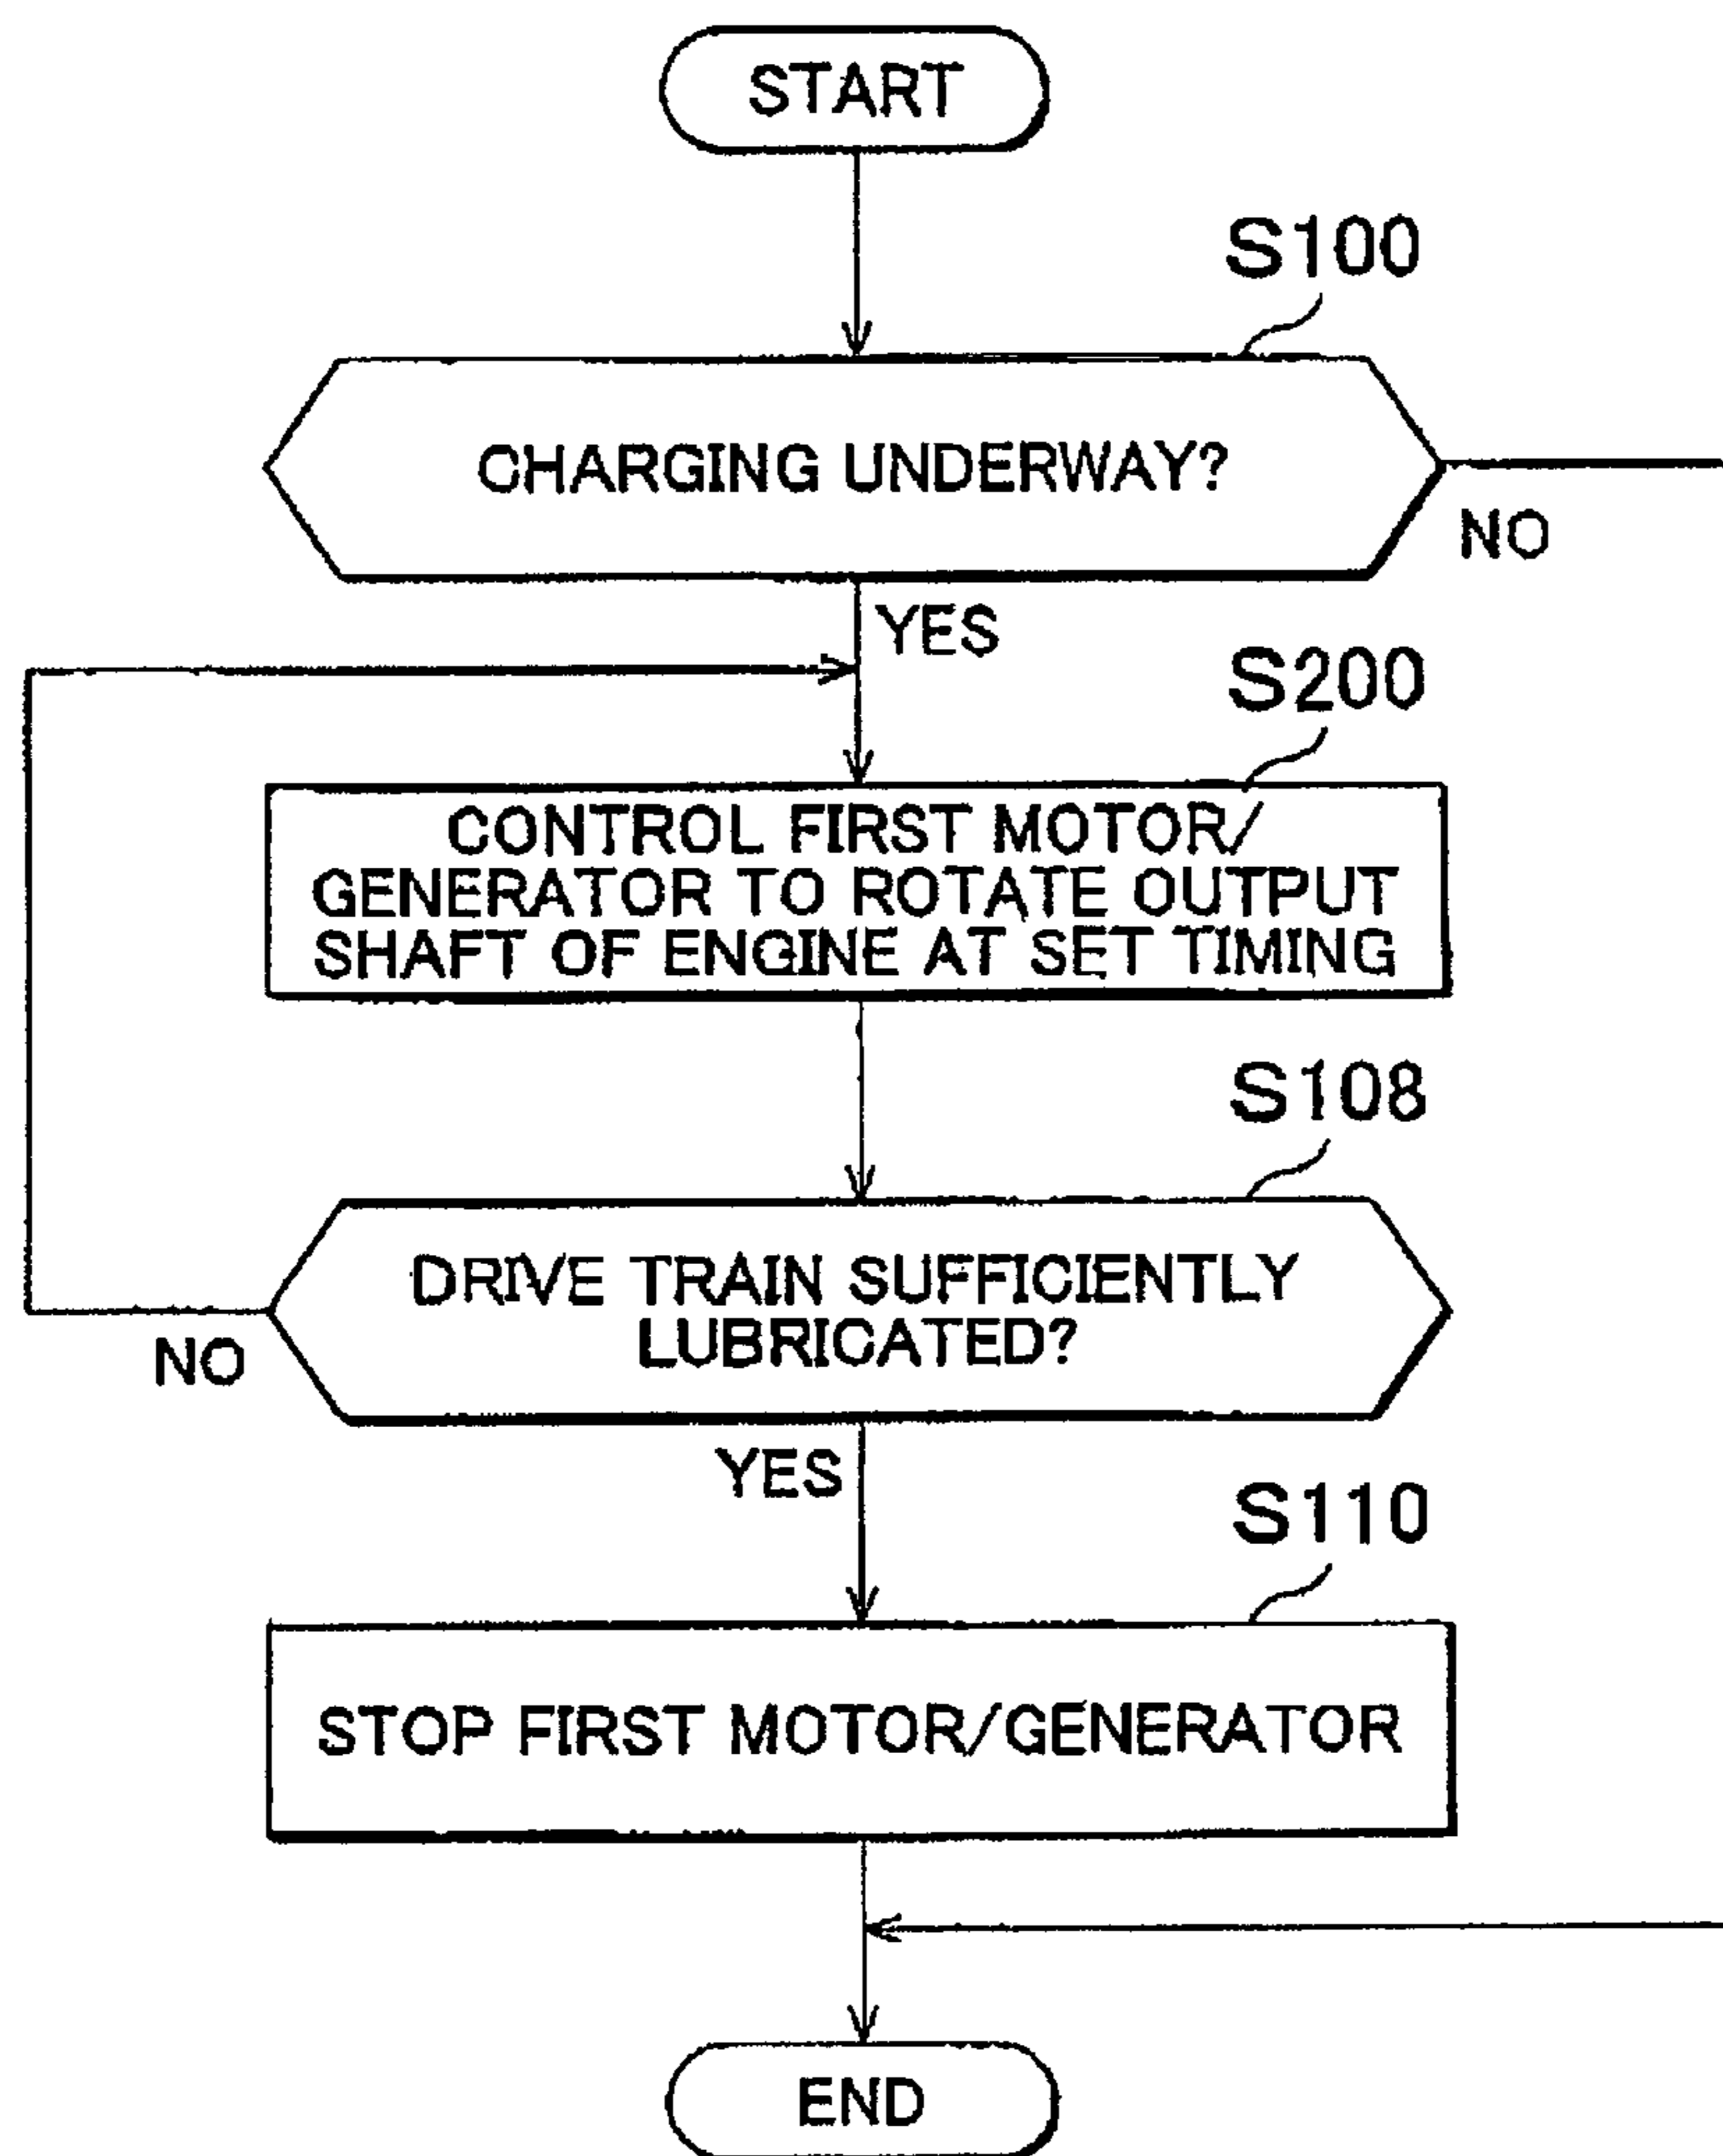 START
S100
CHARGING UNDERWAY?
NO
YES
S200
CONTROL FIRST MOTOR/
GENERATOR TO ROTATE OUTPUT
SHAFT OF ENGINE AT SET TIMING
S108
DRIVE TRAIN SUFFICIENTLY
LUBRICATED?
NO
YES
S110
STOP FIRST MOTOR/GENERATOR
END